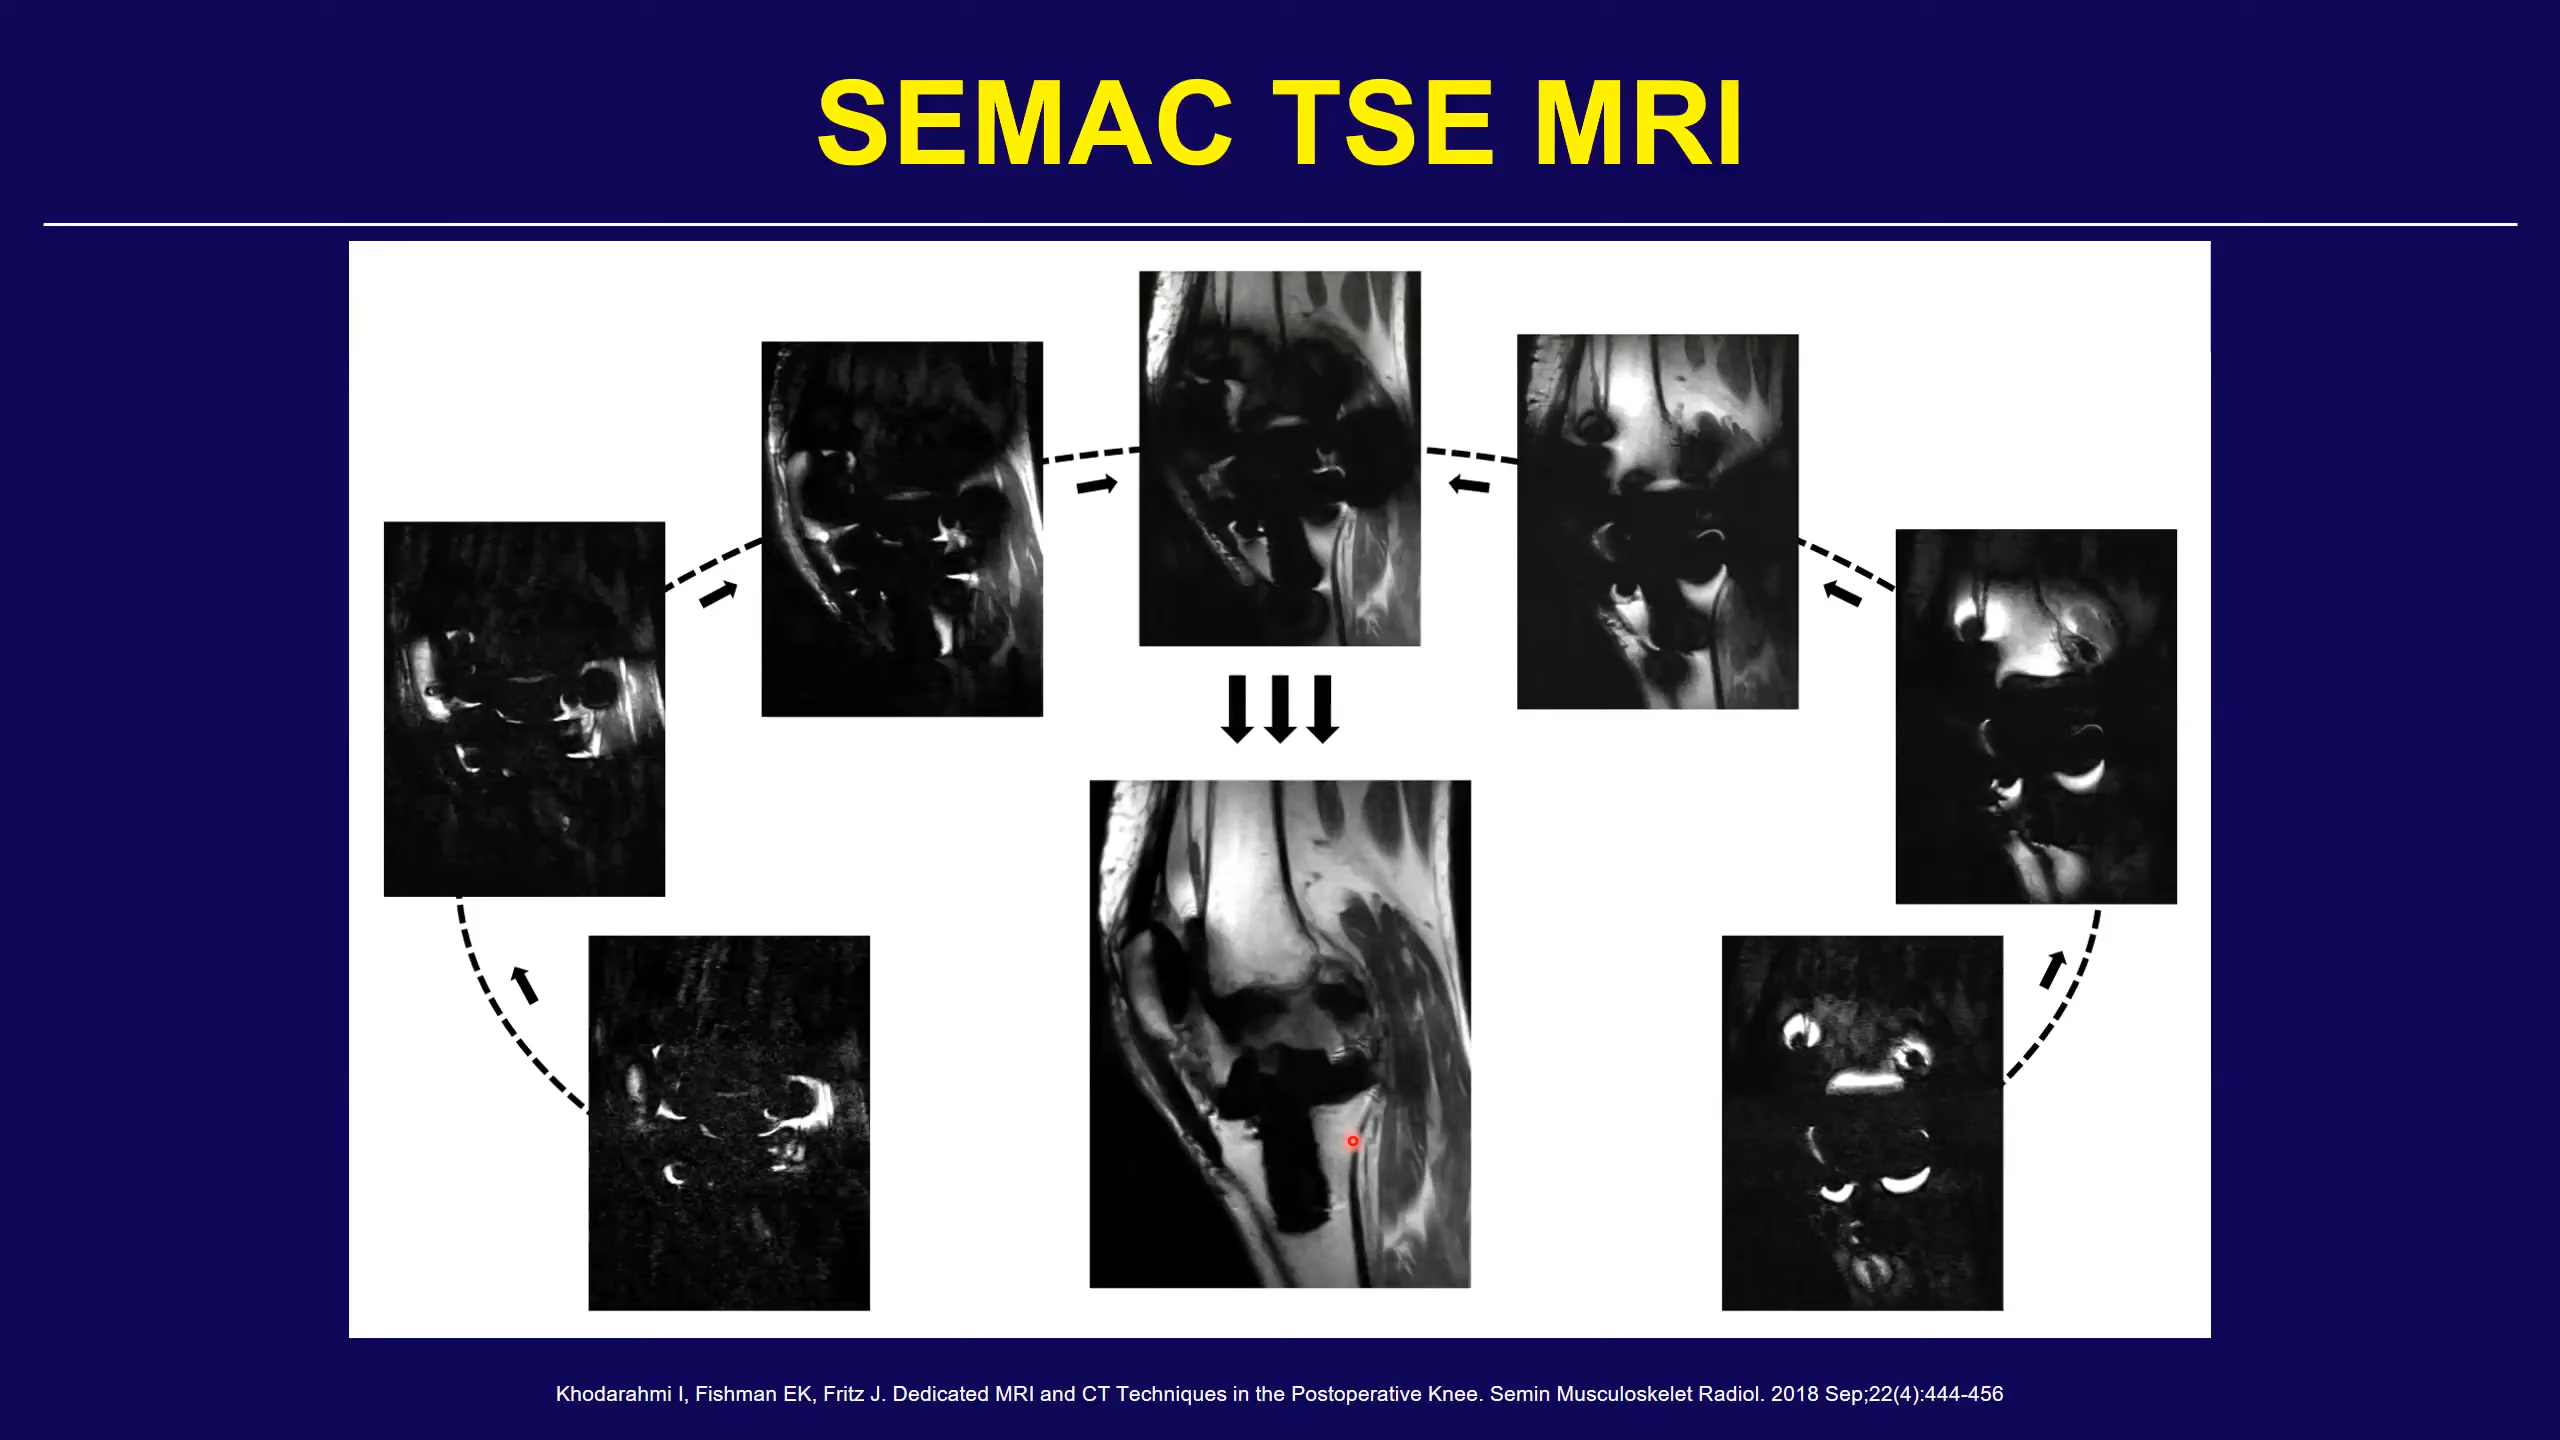 SEMAC TSE MRI
Khodarahmi I, Fishman EK, Fritz J. Dedicated MRI and CT Techniques in the Postoperative Knee. Semin Musculoskelet Radiol. 2018 Sep;22(4):444-456